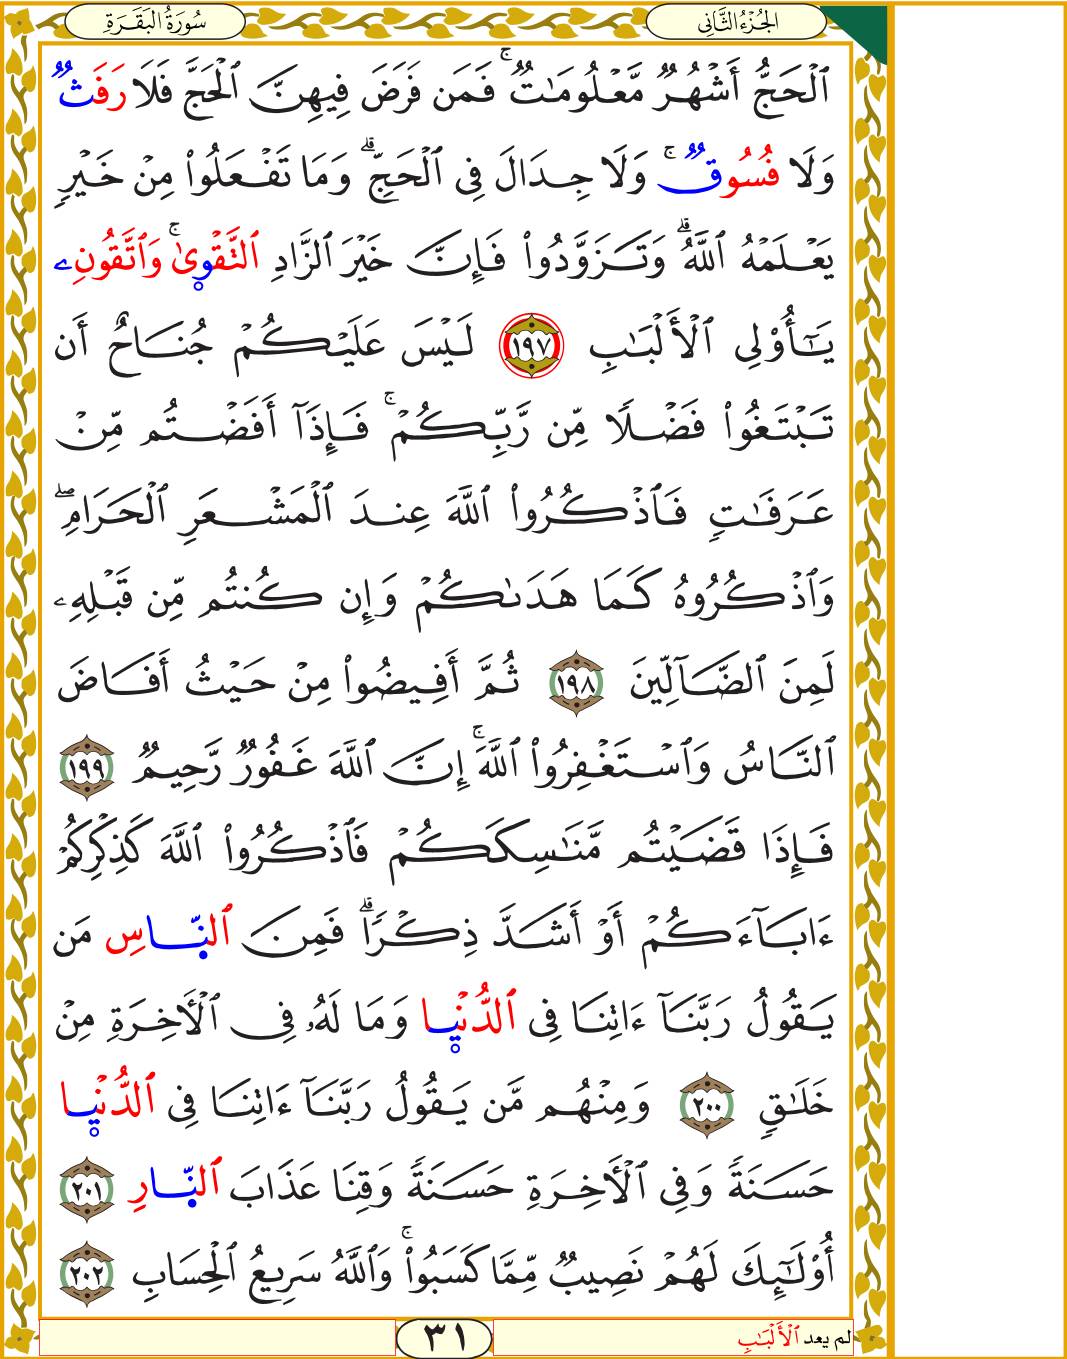 الجُزْءُ الثَّانِي
سُورَةُ البَقَرَةِ
ٱلْحَجُّ أَشْهُرٌ مَّعْلُومَـٰتٌ ۚ فَمَن فَرَضَ فِيهِنَّ ٱلْحَجَّ فَلَا رَفَثٌ
وَلَا فُسُوقٌ ۚ وَلَا جِدَالَ فِى ٱلْحَجِّ ۗ وَمَا تَفْعَلُوا۟ مِنْ خَيْرٍ
يَعْلَمْهُ ٱللَّهُ ۗ وَتَزَوَّدُوا۟ فَإِنَّ خَيْرَ ٱلزَّادِ ٱلتَّقْوىٰ ۚ وَٱتَّقُونِۦ
يَـٰٓأُو۟لِى ٱلْأَلْبَـٰبِ ١٩٧ لَيْسَ عَلَيْكُمْ جُنَاحٌ أَن
تَبْتَغُوا۟ فَضْلًا مِّن رَّبِّكُمْ ۚ فَإِذَآ أَفَضْتُم مِّنْ
عَرَفَـٰتٍ فَٱذْكُرُوا۟ ٱللَّهَ عِندَ ٱلْمَشْعَرِ ٱلْحَرَامِ ۖ
وَٱذْكُرُوهُ كَمَا هَدَىٰكُمْ وَإِن كُنتُم مِّن قَبْلِهِۦ
لَمِنَ ٱلضَّآلِّينَ ١٩٨ ثُمَّ أَفِيضُوا۟ مِنْ حَيْثُ أَفَاضَ
ٱلنَّاسُ وَٱسْتَغْفِرُوا۟ ٱللَّهَ ۚ إِنَّ ٱللَّهَ غَفُورٌ رَّحِيمٌ ١٩٩
فَإِذَا قَضَيْتُم مَّنَـٰسِكَكُمْ فَٱذْكُرُوا۟ ٱللَّهَ كَذِكْرِكُمْ
ءَابَآءَكُمْ أَوْ أَشَدَّ ذِكْرًا ۗ فَمِنَ ٱلنَّاسِ مَن
يَقُولُ رَبَّنَآ ءَاتِنَا فِى ٱلدُّنْيا وَمَا لَهُۥ فِى ٱلْأَخِرَةِ مِنْ
خَلَـٰقٍ ٢٠٠ وَمِنْهُم مَّن يَقُولُ رَبَّنَآ ءَاتِنَا فِى ٱلدُّنْيا
حَسَنَةً وَفِى ٱلْأَخِرَةِ حَسَنَةً وَقِنَا عَذَابَ ٱلنَّارِ ٢٠١
أُو۟لَـٰٓئِكَ لَهُمْ نَصِيبٌ مِّمَّا كَسَبُوا۟ ۚ وَٱللَّهُ سَرِيعُ ٱلْحِسَابِ ٢٠٢
لم يعد ٱلْأَلْبَـٰبِ
٣١